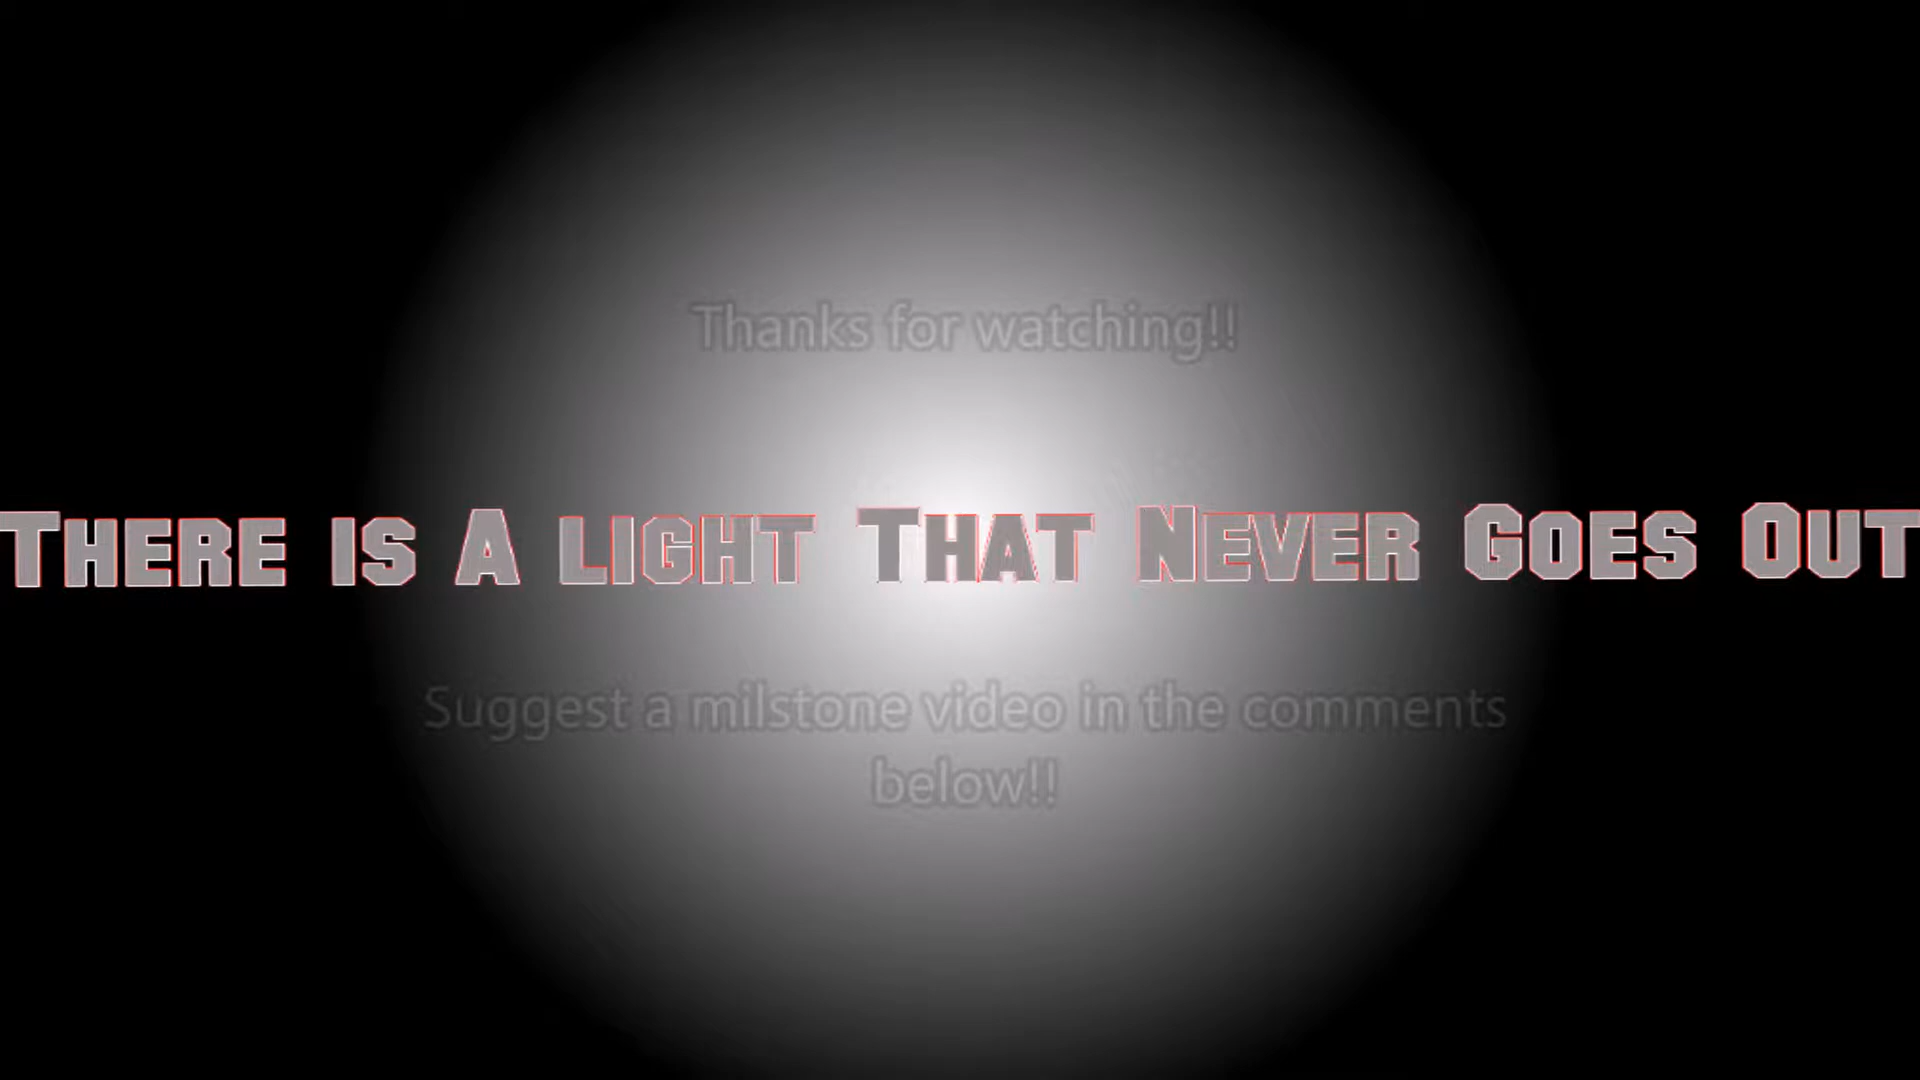 Thanks for watching!!
There is A light That Never Goes Out
Suggest a milstone video in the comments
below!!